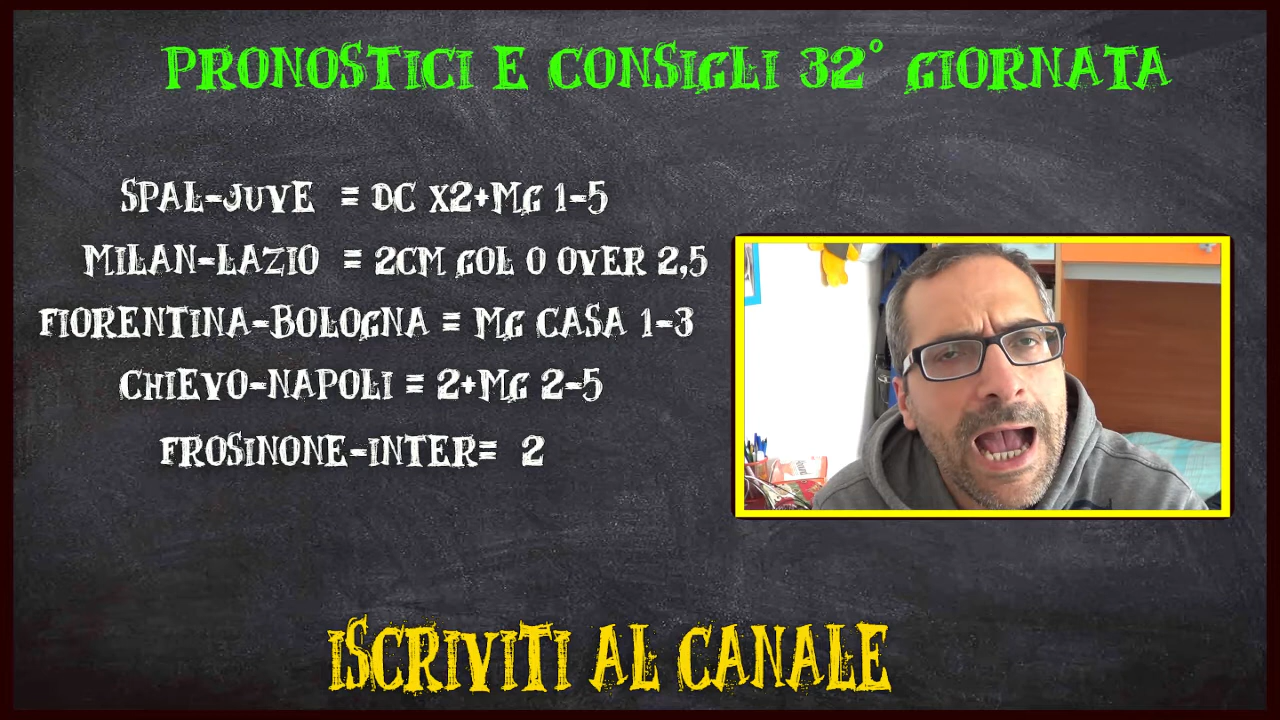 PRONOSTICI E CONSIGLI 32° GIORNATA
SPAL-JUVE = DC X2+MG 1-5
MILAN-LAZIO = 2CM GOL O OVER 2,5
FIORENTINA-BOLOGNA = MG CASA 1-3
CHIEVO-NAPOLI = 2+MG 2-5
FROSINONE-INTER= 2
ISCRIVITI AL CANALE